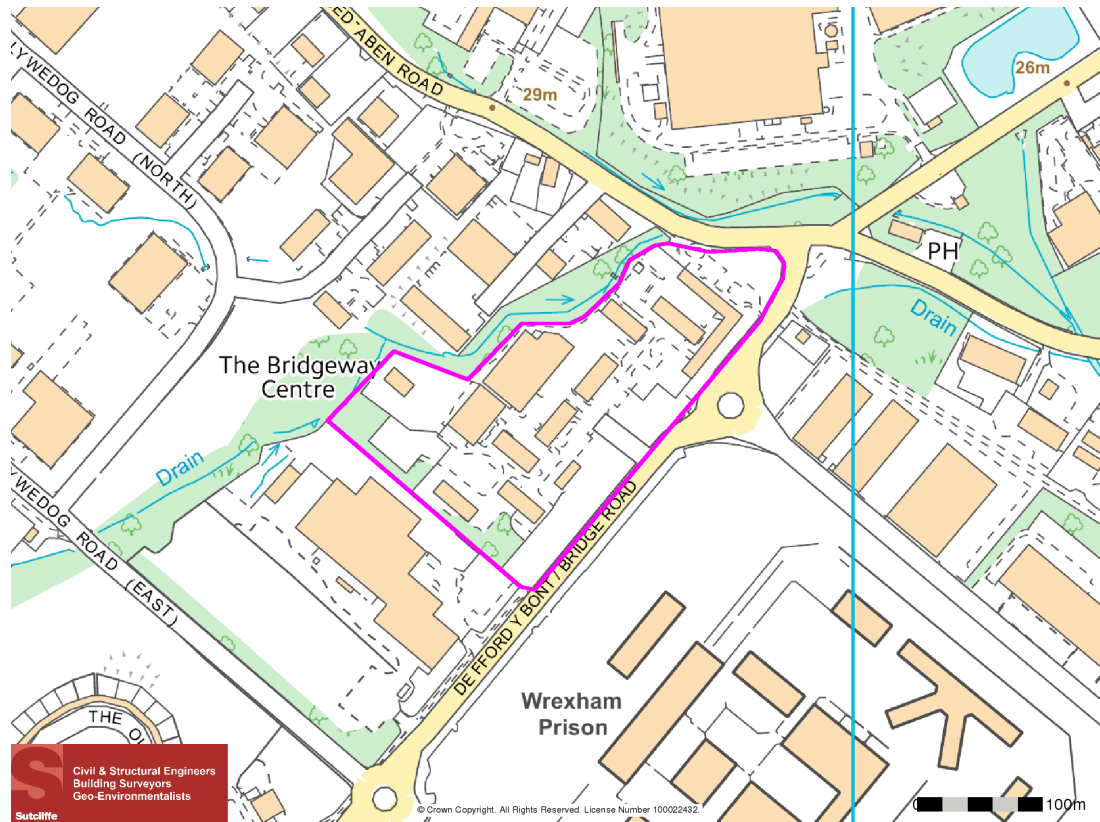 ED-ABEN ROAD
29m
26m
YWEDOG ROAD (NORTH)
PH
Drain
The Bridgeway
Centre
Drain
WEDOG ROAD (EAST)
DE FFORD Y BONT / BRIDGE ROAD
Wrexham
Prison
THE
Civil & Structural Engineers
Building Surveyors
Geo-Environmentalists
S
Sutcliffe
© Crown Copyright. All Rights Reserved. License Number 100022432.
0
100m